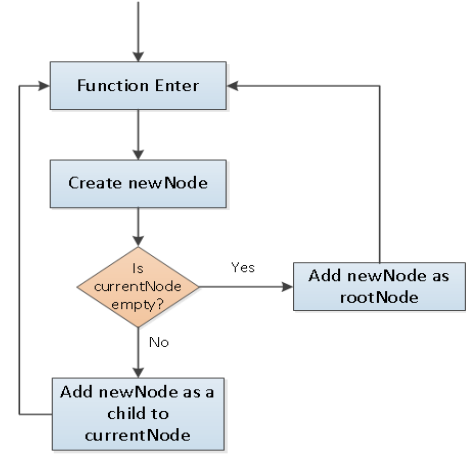 Function Enter
Create newNode
Is
currentNode
empty?
Yes
Add newNode as
rootNode
No
Add newNode as a
child to
currentNode